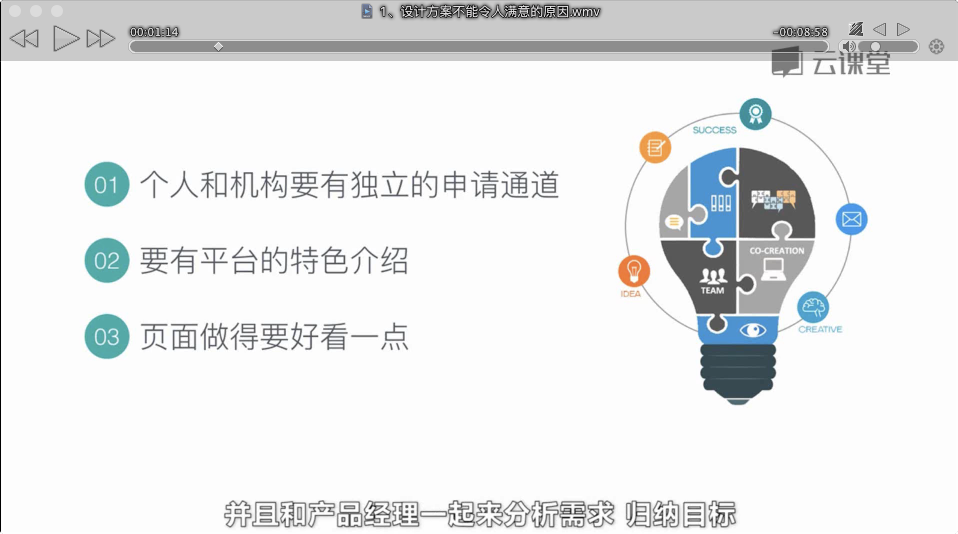 1、设计方案不能令人满意的原因.wmv
00:01:14
-00:08:58
云课堂
01 个人和机构要有独立的申请通道
02 要有平台的特色介绍
03 页面做得要好看一点
SUCCESS
CO-CREATION
TEAM
IDEA
CREATIVE
并且和产品经理一起来分析需求 归纳目标